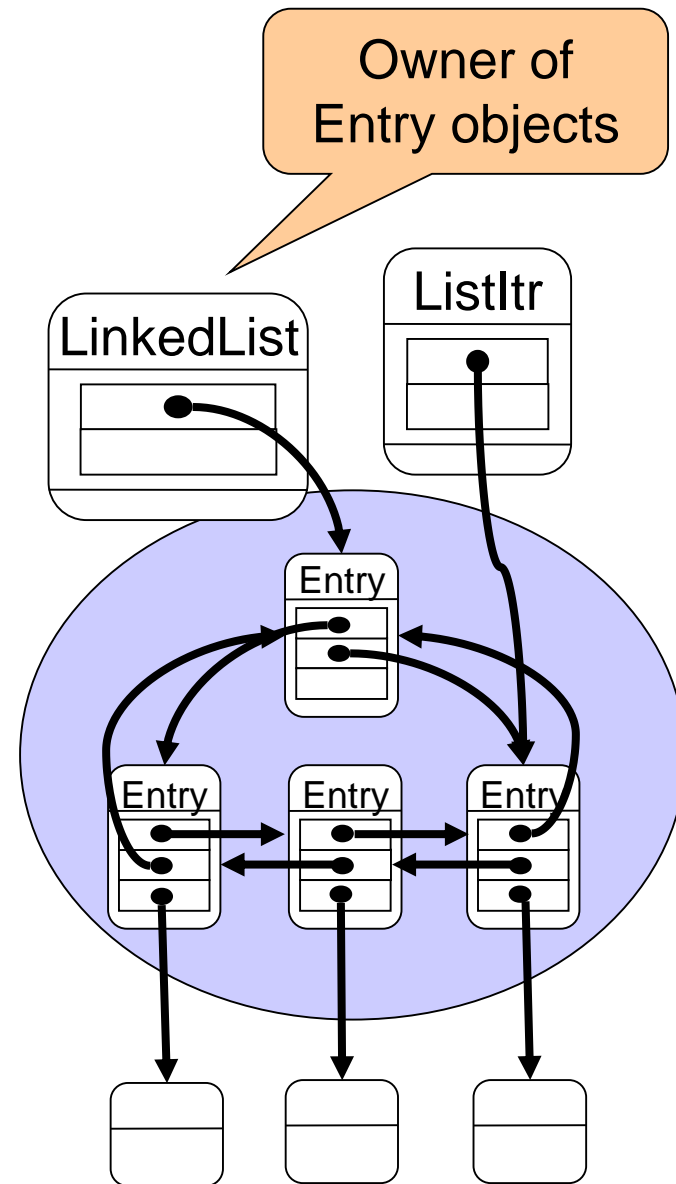 Owner of
Entry objects
LinkedList
ListItr
Entry
Entry
Entry
Entry